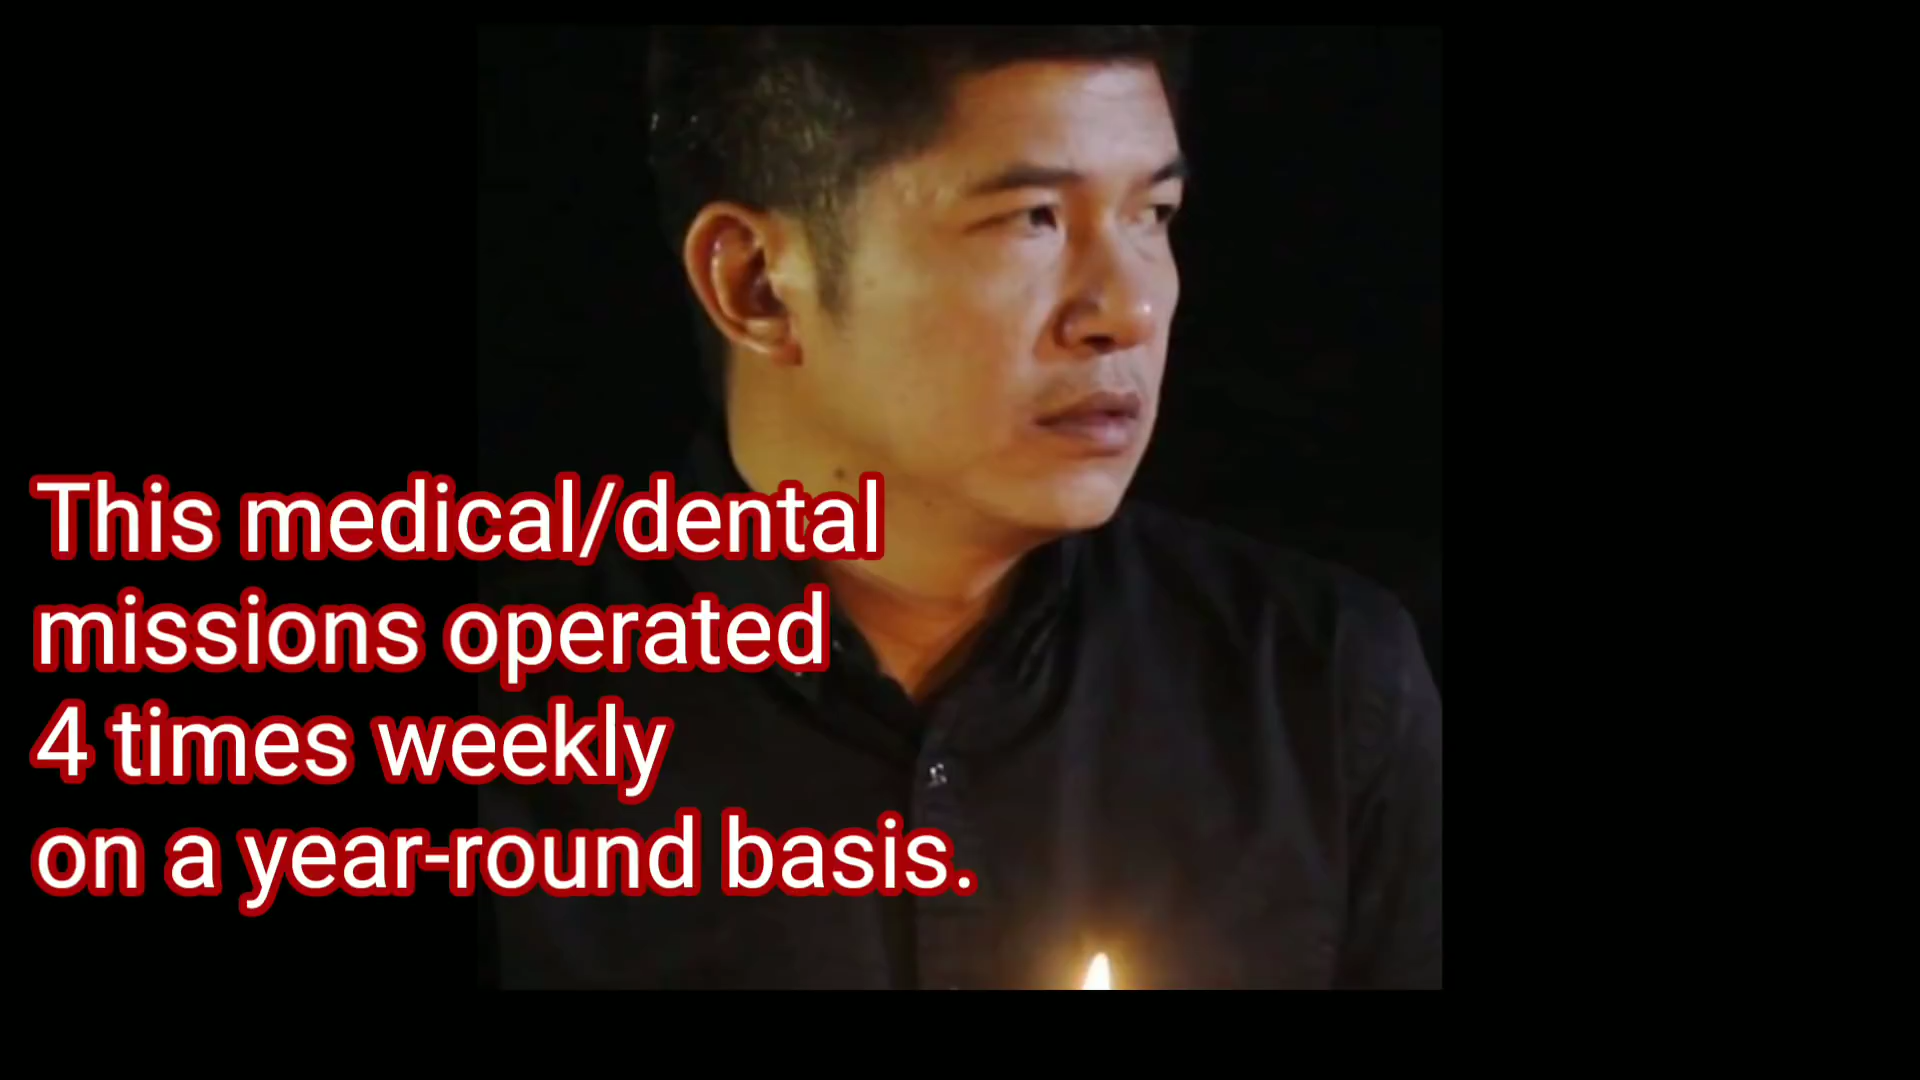 This medical/dental
missions operated
4 times weekly
on a year-round basis.